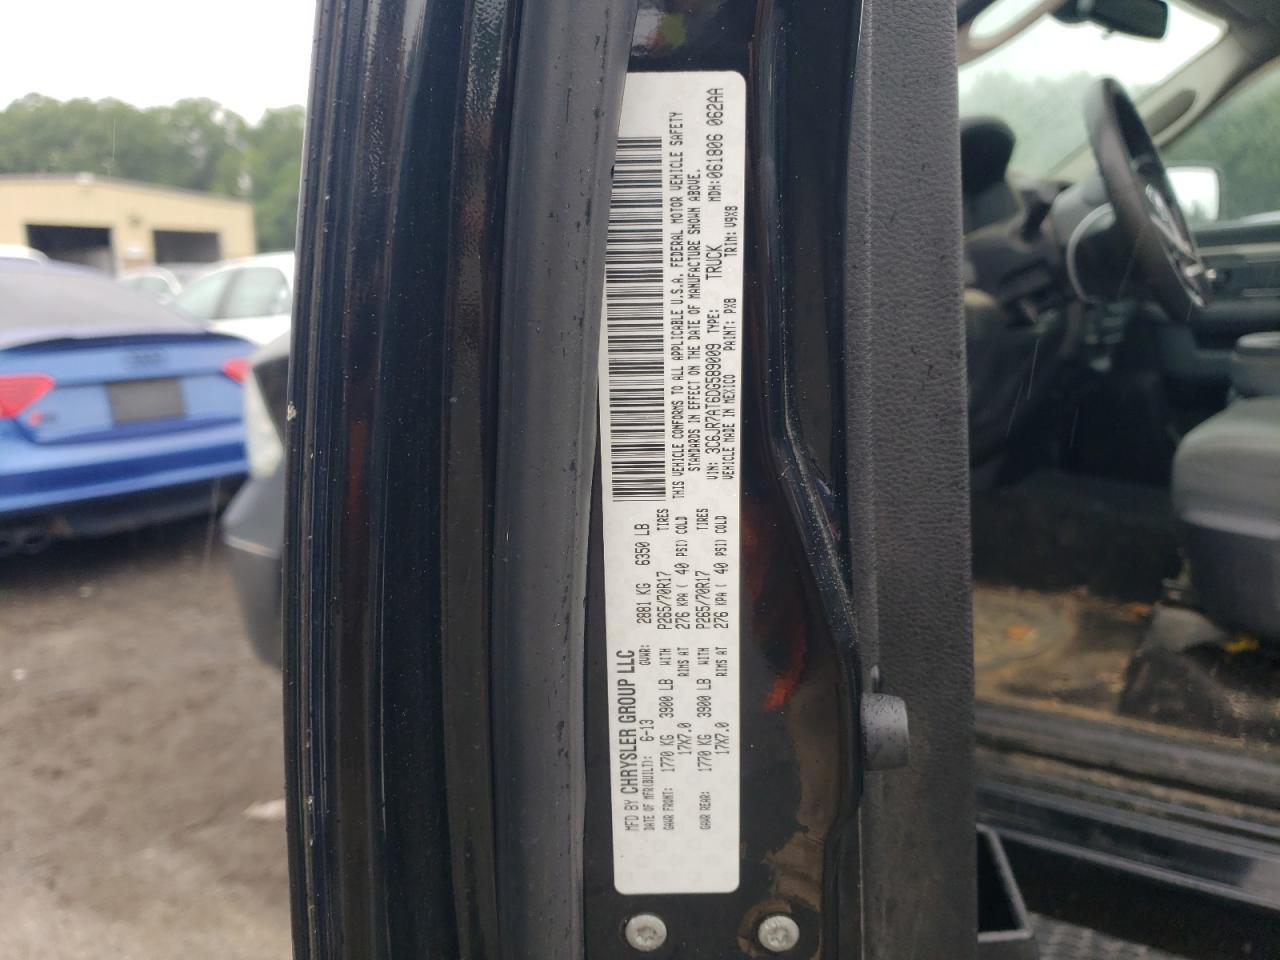 MFD BY CHRYSLER GROUP LLC
DATE OF MFR(BUILT): 6-13 GVWR: 2881 KG 6350 LB
GAWR FRONT: 1770 KG 3900 LB WITH P265/70R17 TIRES
17X7.0 RIMS AT 276 KPA ( 40 PSI) COLD
GAWR REAR: 1770 KG 3900 LB WITH P265/70R17 TIRES
17X7.0 RIMS AT 276 KPA ( 40 PSI) COLD
THIS VEHICLE CONFORMS TO ALL APPLICABLE U.S.A. FEDERAL MOTOR VEHICLE SAFETY
STANDARDS IN EFFECT ON THE DATE OF MANUFACTURE SHOWN ABOVE.
VIN: 3C6JR7AT6DG589009 TYPE: TRUCK MDH:061806 062AA
VEHICLE MADE IN MEXICO PAINT: PX8 TRIM: V9X8